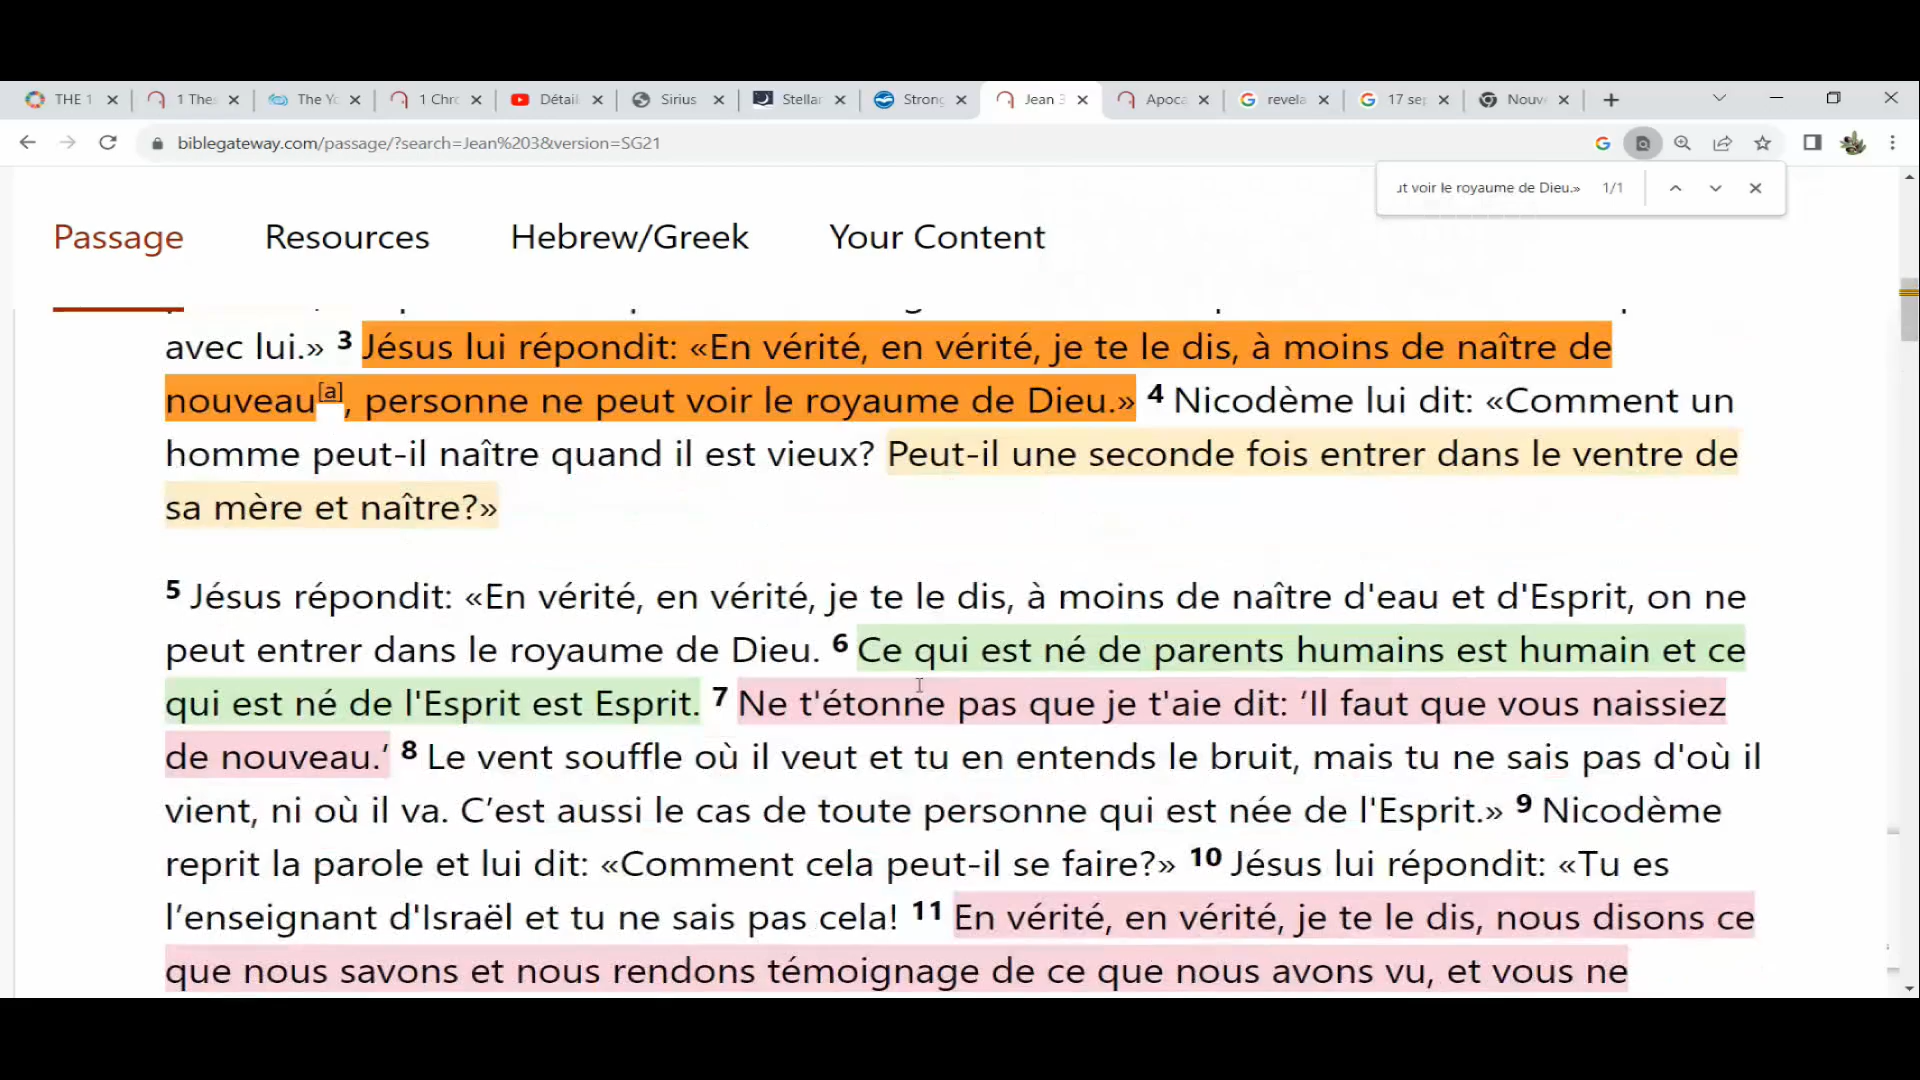 THE 1 1 Thes The Yo 1 Chro Détail Sirius Stellar Strong Jean 3 Apoca revela 17 sep Nouv
biblegateway.com/passage/?search=Jean%203&version=SG21
ut voir le royaume de Dieu.» 1/1
Passage Resources Hebrew/Greek Your Content
avec lui.» 3 Jésus lui répondit: «En vérité, en vérité, je te le dis, à moins de naître de
nouveau[a], personne ne peut voir le royaume de Dieu.» 4 Nicodème lui dit: «Comment un
homme peut-il naître quand il est vieux? Peut-il une seconde fois entrer dans le ventre de
sa mère et naître?»
5 Jésus répondit: «En vérité, en vérité, je te le dis, à moins de naître d'eau et d'Esprit, on ne
peut entrer dans le royaume de Dieu. 6 Ce qui est né de parents humains est humain et ce
qui est né de l'Esprit est Esprit. 7 Ne t'étonne pas que je t'aie dit: ‘Il faut que vous naissiez
de nouveau.’ 8 Le vent souffle où il veut et tu en entends le bruit, mais tu ne sais pas d'où il
vient, ni où il va. C’est aussi le cas de toute personne qui est née de l'Esprit.» 9 Nicodème
reprit la parole et lui dit: «Comment cela peut-il se faire?» 10 Jésus lui répondit: «Tu es
l’enseignant d'Israël et tu ne sais pas cela! 11 En vérité, en vérité, je te le dis, nous disons ce
que nous savons et nous rendons témoignage de ce que nous avons vu, et vous ne